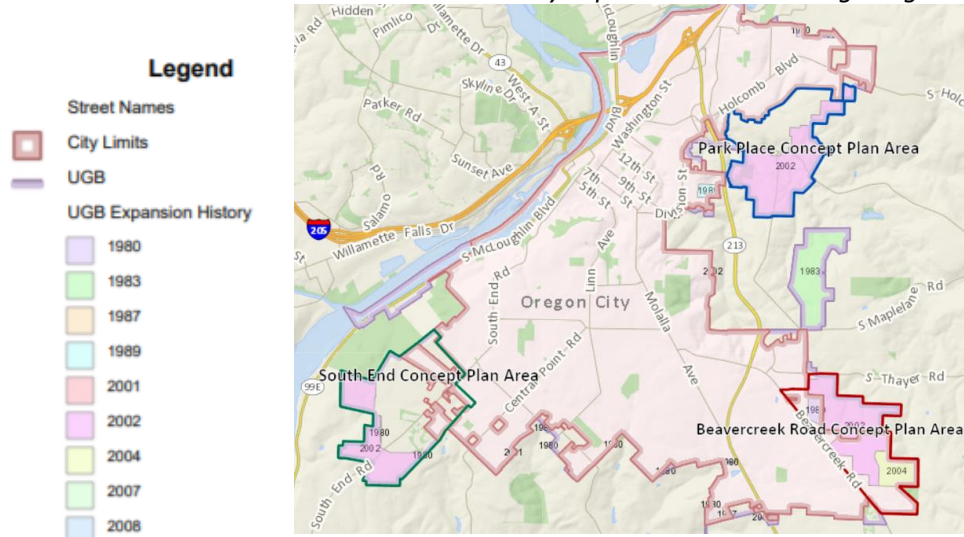 Legend
Street Names
City Limits
UGB
UGB Expansion History
1980
1983
1987
1989
2001
2002
2004
2007
2008
Hidden
Pimlico
Dr
Willamette Dr
43
McLoughlin
Blvd
Skyline Dr
West A St
Parker Rd
Washington St
Holcomb Blvd
S Holc
Sunset Ave
12th St
9th St
7th St
5th St
Park Place Concept Plan Area
2002
Salamo
Rd
205
Willamette Falls Dr
St
S McLoughlin Blvd
213
1983
S Maplelane Rd
Oregon City
South End Rd
Linn
Ave
Molalla
Ave
99E
South End Concept Plan Area
Central Point Rd
S Thayer Rd
Beavercreek Road Concept Plan Area
Beavercreek Rd
1980
2002
2004
South End Rd
1980
1980